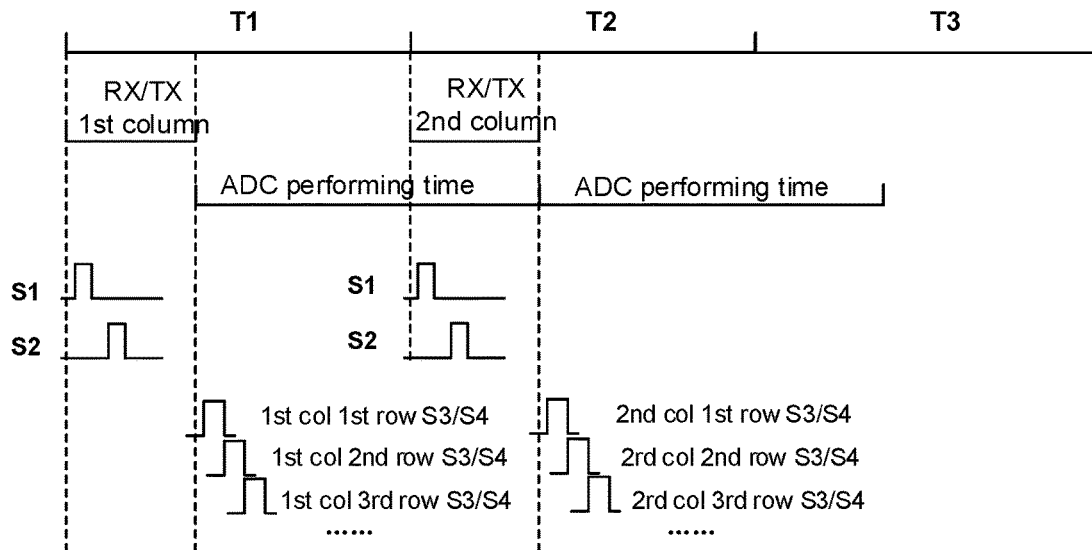 T1 T2 T3
RX/TX RX/TX
1st column 2nd column
ADC performing time ADC performing time
S1 S1
S2 S2
1st col 1st row S3/S4 2nd col 1st row S3/S4
1st col 2nd row S3/S4 2rd col 2nd row S3/S4
1st col 3rd row S3/S4 2rd col 3rd row S3/S4
...... ......